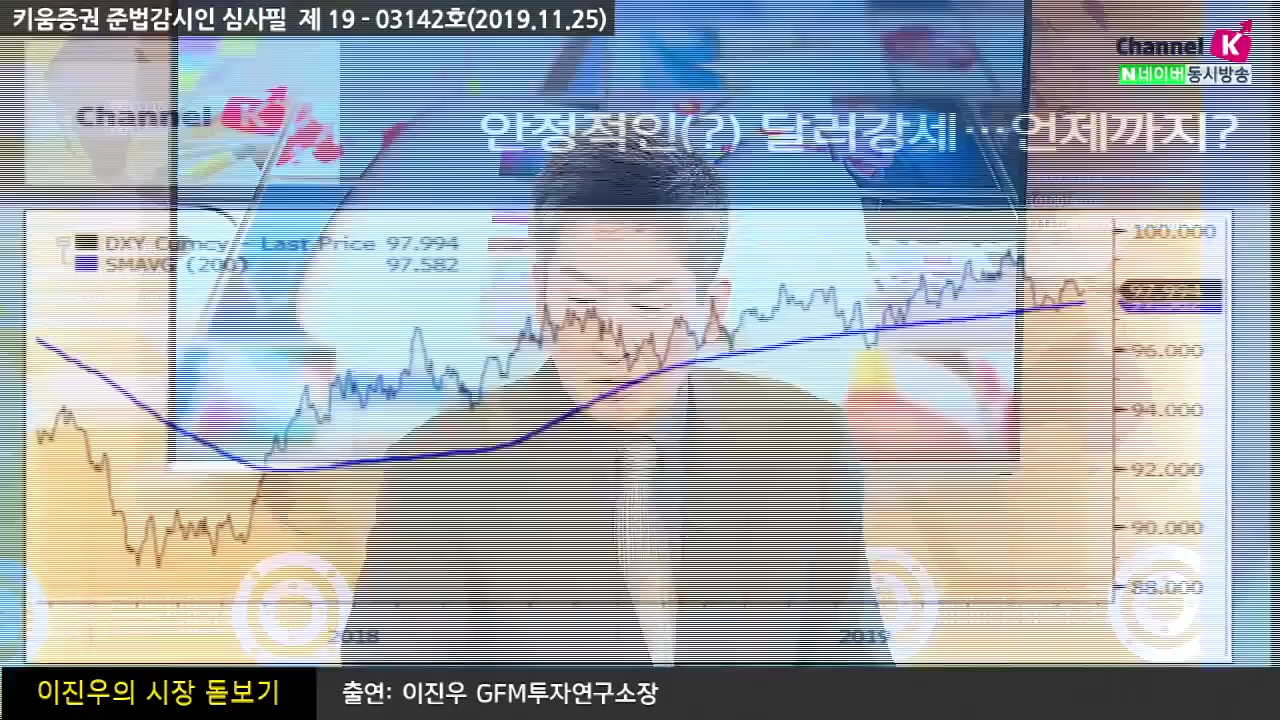 키움증권 준법감시인 심사필 제 19 - 03142호(2019.11.25)
Channel K
N 네이버 동시방송
Channel K
안정적인(?) 달러강세…언제까지?
DXY Curncy - Last Price 97.994
SMAVG (200) 97.582
100.000
96.000
94.000
92.000
90.000
88.000
2018
2019
이진우의 시장 돋보기
출연: 이진우 GFM투자연구소장